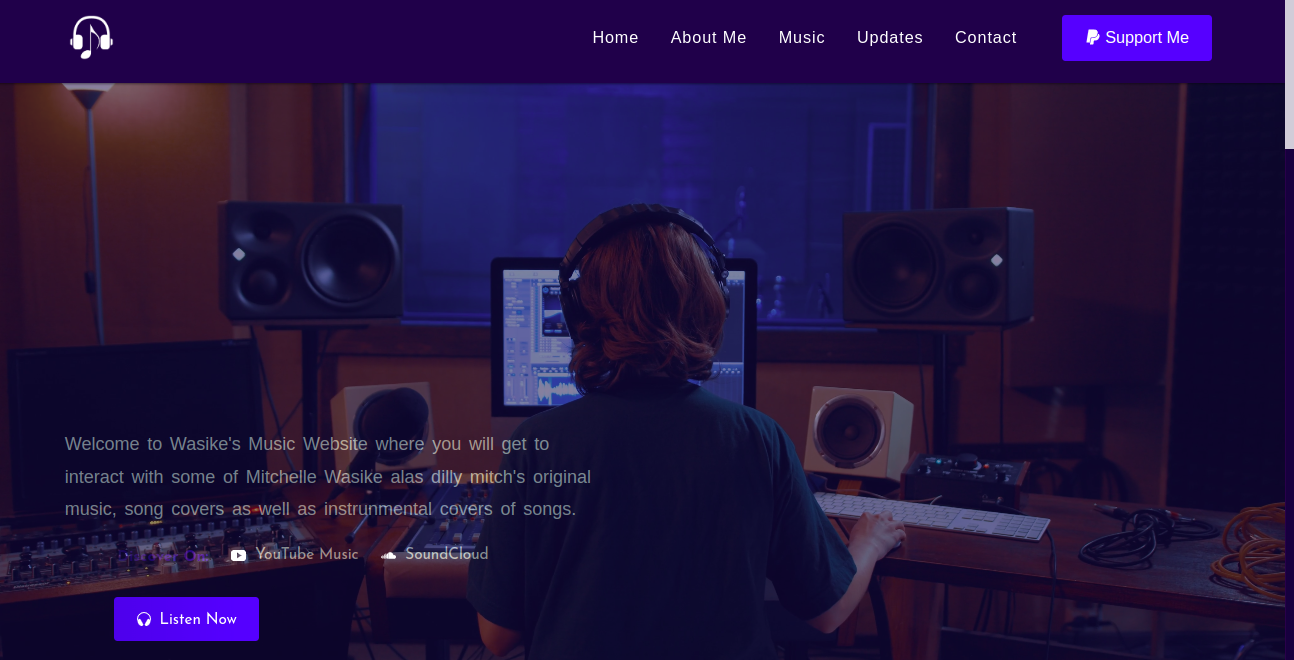 Home About Me Music Updates Contact Support Me
Welcome to Wasike's Music Website where you will get to
interact with some of Mitchelle Wasike alas dilly mitch's original
music, song covers as well as instrunmental covers of songs.
YouTube Music SoundCloud
Listen Now